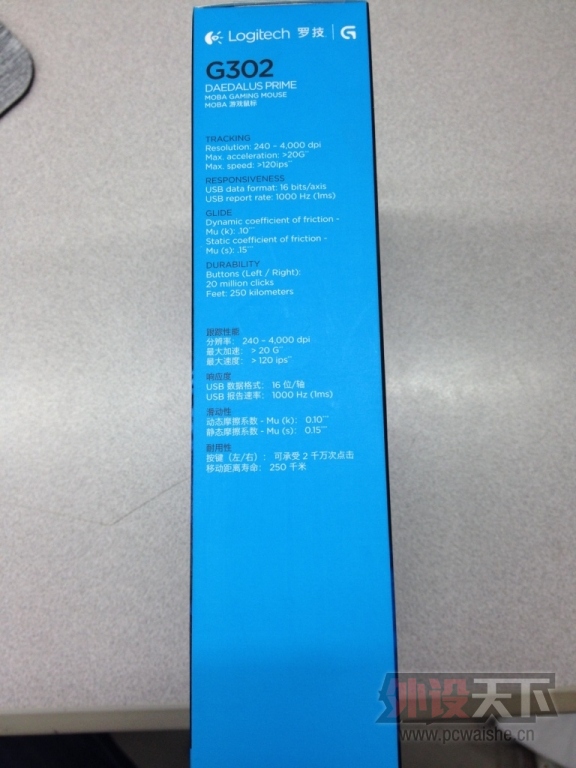 Logitech 罗技 G
G302
DAEDALUS PRIME
MOBA GAMING MOUSE
MOBA 游戏鼠标
TRACKING
Resolution: 240 – 4,000 dpi
Max. acceleration: >20G**
Max. speed: >120ips**
RESPONSIVENESS
USB data format: 16 bits/axis
USB report rate: 1000 Hz (1ms)
GLIDE
Dynamic coefficient of friction -
Mu (k): .10***
Static coefficient of friction -
Mu (s): .15***
DURABILITY
Buttons (Left / Right):
20 million clicks
Feet: 250 kilometers
跟踪性能
分辨率： 240 – 4,000 dpi
最大加速： > 20 G**
最大速度： > 120 ips**
响应度
USB 数据格式： 16 位/轴
USB 报告速率： 1000 Hz (1ms)
滑动性
动态摩擦系数 - Mu (k)： 0.10***
静态摩擦系数 - Mu (s)： 0.15***
耐用性
按键（左/右）： 可承受 2 千万次点击
移动距离寿命： 250 千米
外设天下
www.pcwaishe.cn